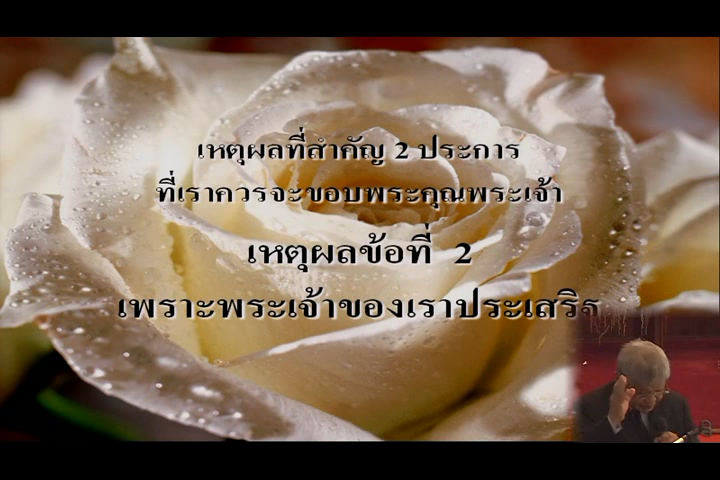 เหตุผลที่สำคัญ 2 ประการ
ที่เราควรจะขอบพระคุณพระเจ้า
เหตุผลข้อที่ 2
เพราะพระเจ้าของเราประเสริฐ